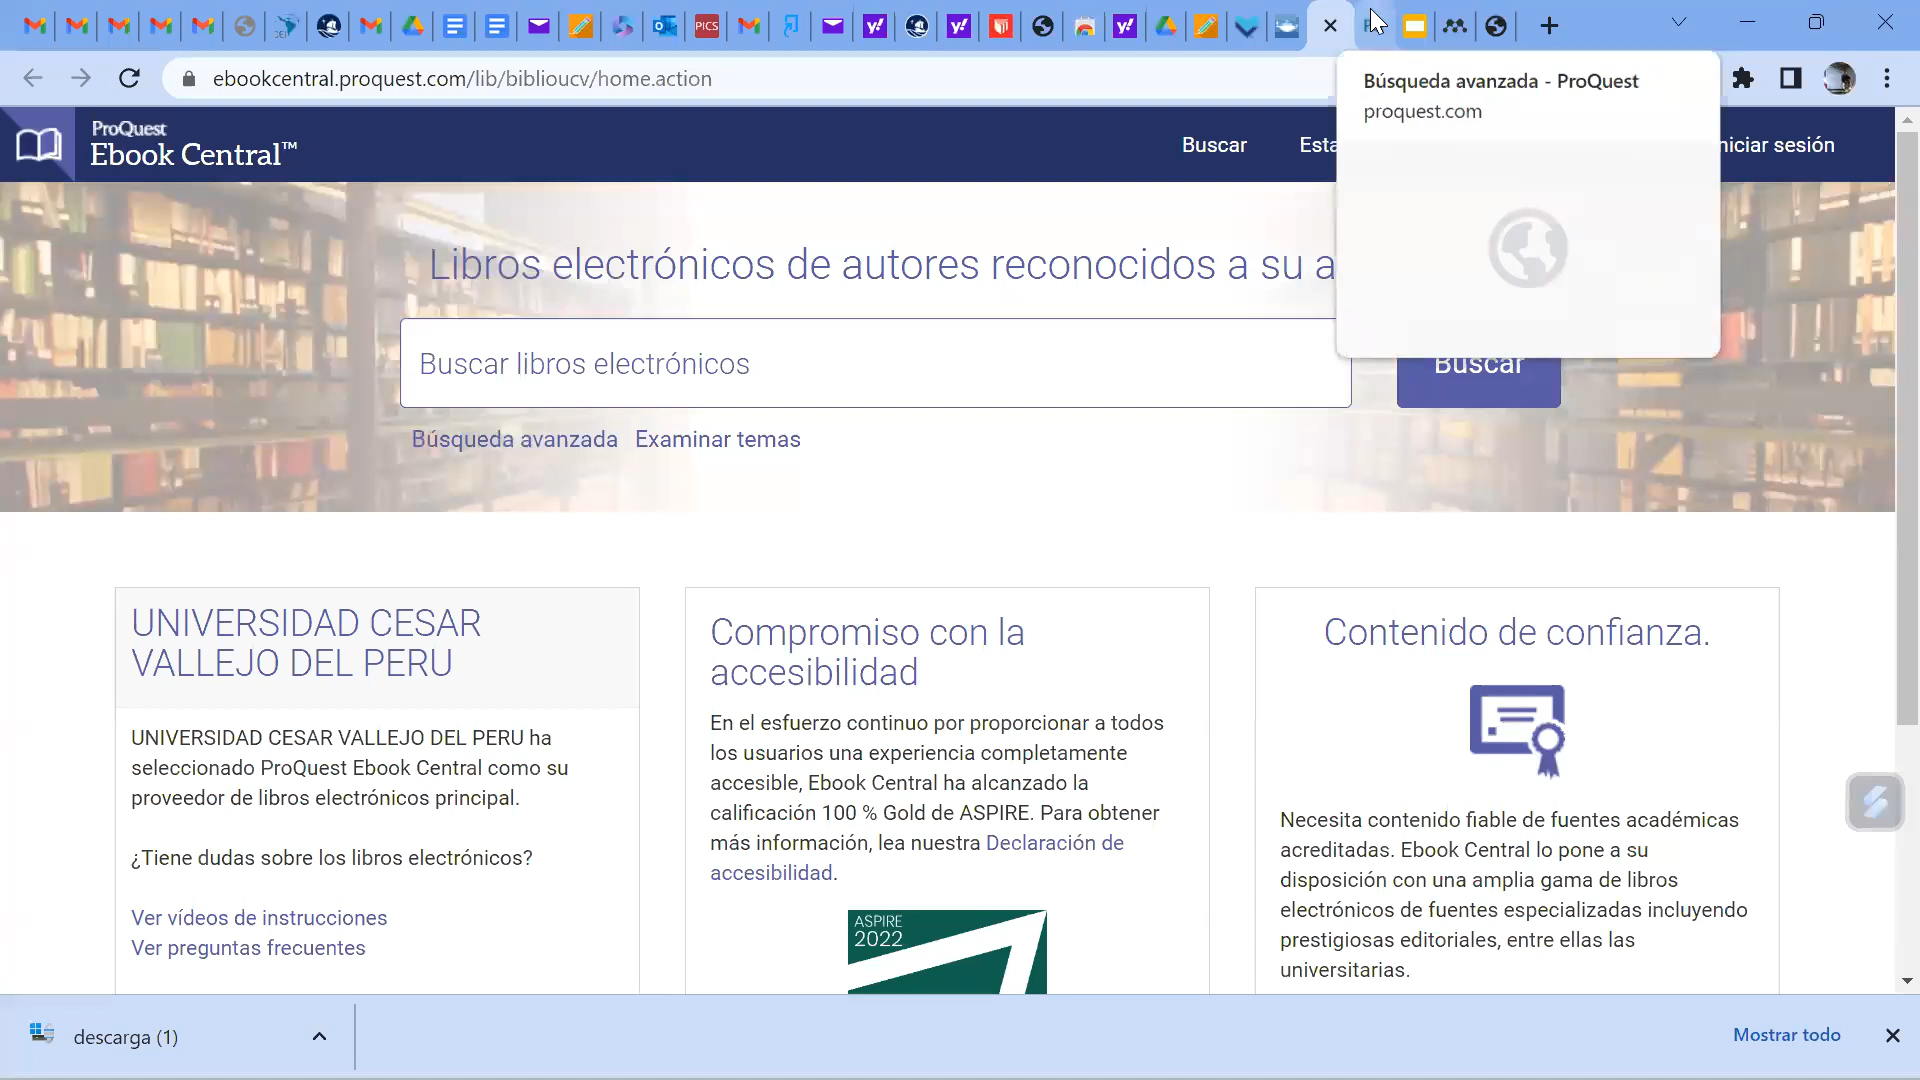 PICS
y!
y!
y!
ebookcentral.proquest.com/lib/biblioucv/home.action
Búsqueda avanzada - ProQuest
proquest.com
ProQuest
Ebook Central™
Buscar
Esta
niciar sesión
Libros electrónicos de autores reconocidos a su a
Buscar libros electrónicos
Buscar
Búsqueda avanzada Examinar temas
UNIVERSIDAD CESAR
VALLEJO DEL PERU
UNIVERSIDAD CESAR VALLEJO DEL PERU ha
seleccionado ProQuest Ebook Central como su
proveedor de libros electrónicos principal.
¿Tiene dudas sobre los libros electrónicos?
Ver vídeos de instrucciones
Ver preguntas frecuentes
Compromiso con la
accesibilidad
En el esfuerzo continuo por proporcionar a todos
los usuarios una experiencia completamente
accesible, Ebook Central ha alcanzado la
calificación 100 % Gold de ASPIRE. Para obtener
más información, lea nuestra Declaración de
accesibilidad.
ASPIRE
2022
Contenido de confianza.
Necesita contenido fiable de fuentes académicas
acreditadas. Ebook Central lo pone a su
disposición con una amplia gama de libros
electrónicos de fuentes especializadas incluyendo
prestigiosas editoriales, entre ellas las
universitarias.
descarga (1)
Mostrar todo